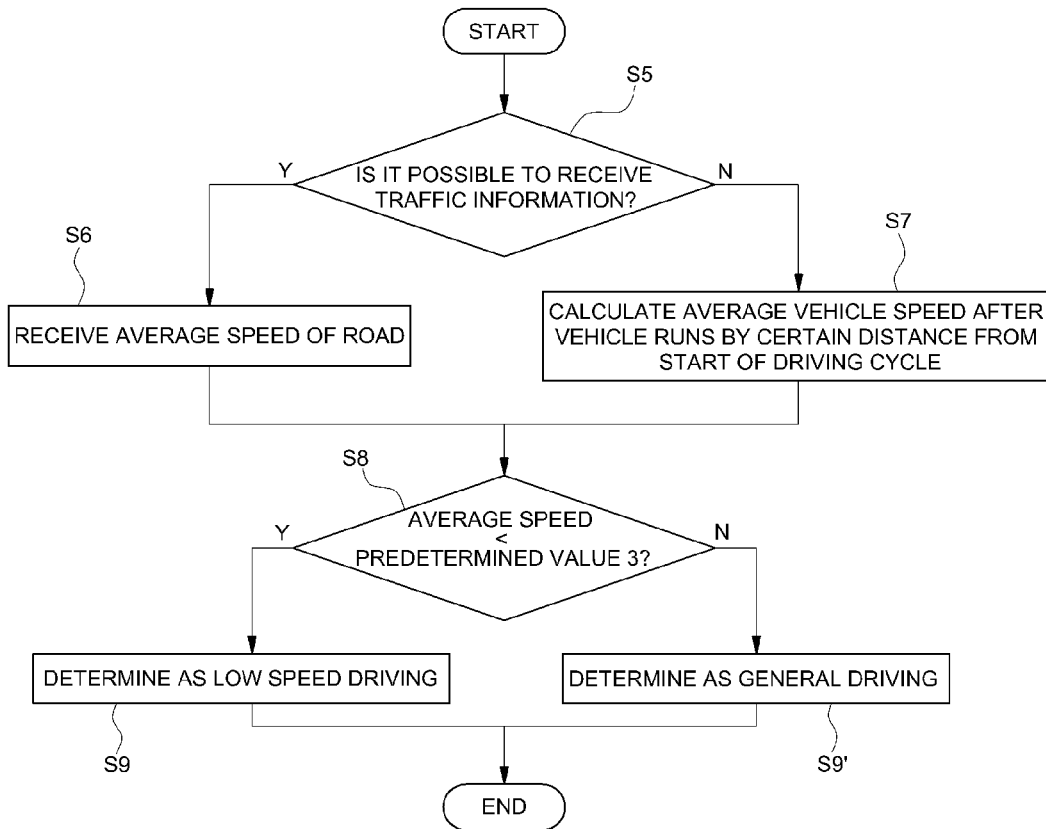 START
S5
IS IT POSSIBLE TO RECEIVE
TRAFFIC INFORMATION?
Y
N
S6
S7
RECEIVE AVERAGE SPEED OF ROAD
CALCULATE AVERAGE VEHICLE SPEED AFTER
VEHICLE RUNS BY CERTAIN DISTANCE FROM
START OF DRIVING CYCLE
S8
AVERAGE SPEED
<
PREDETERMINED VALUE 3?
Y
N
DETERMINE AS LOW SPEED DRIVING
DETERMINE AS GENERAL DRIVING
S9
S9'
END